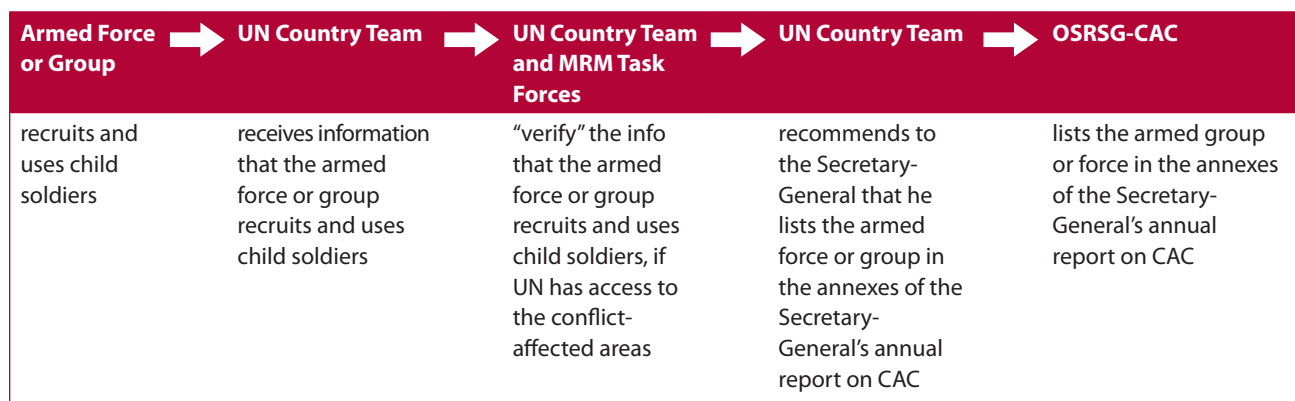 Armed Force
or Group
UN Country Team
UN Country Team
and MRM Task
Forces
UN Country Team
OSRSG-CAC
recruits and
uses child
soldiers
receives information
that the armed
force or group
recruits and uses
child soldiers
“verify” the info
that the armed
force or group
recruits and uses
child soldiers, if
UN has access to
the conflict-
affected areas
recommends to
the Secretary-
General that he
lists the armed
force or group in
the annexes of the
Secretary-
General’s annual
report on CAC
lists the armed group
or force in the annexes
of the Secretary-
General’s annual
report on CAC